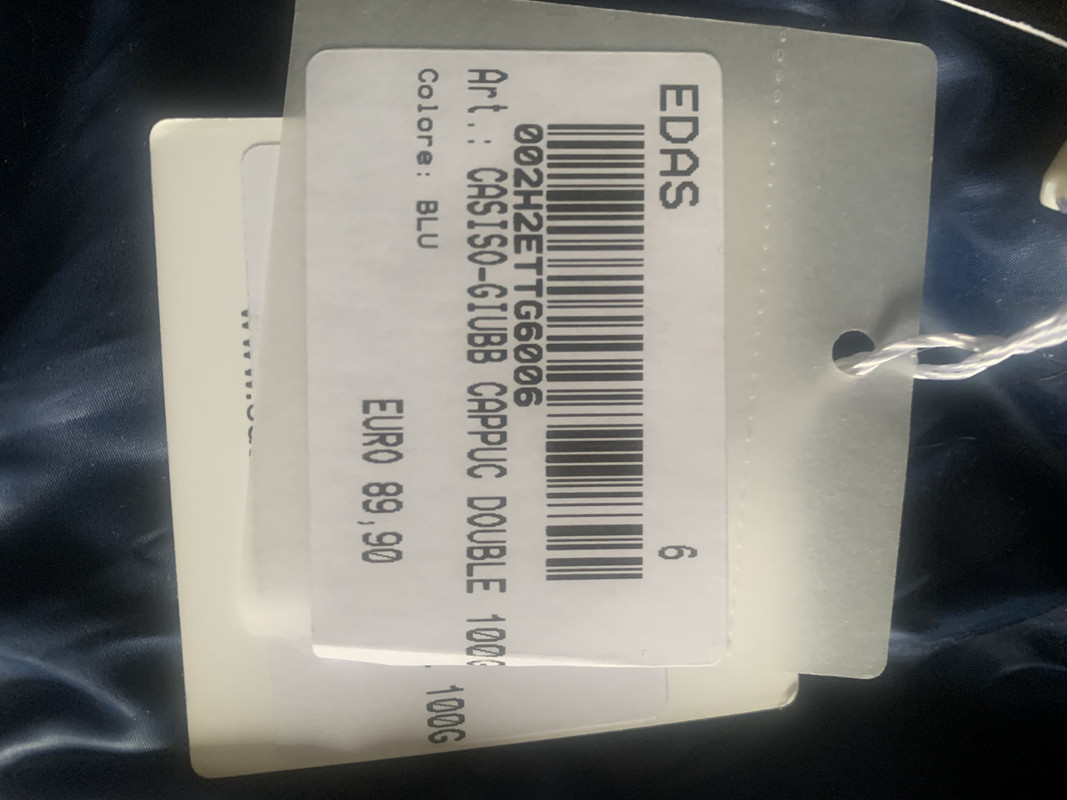 EDAS
6
002H2ETTG6006
Art.: CASISO-GIUBB CAPPUC DOUBLE 100G
Colore: BLU
EURO 89,90
100G